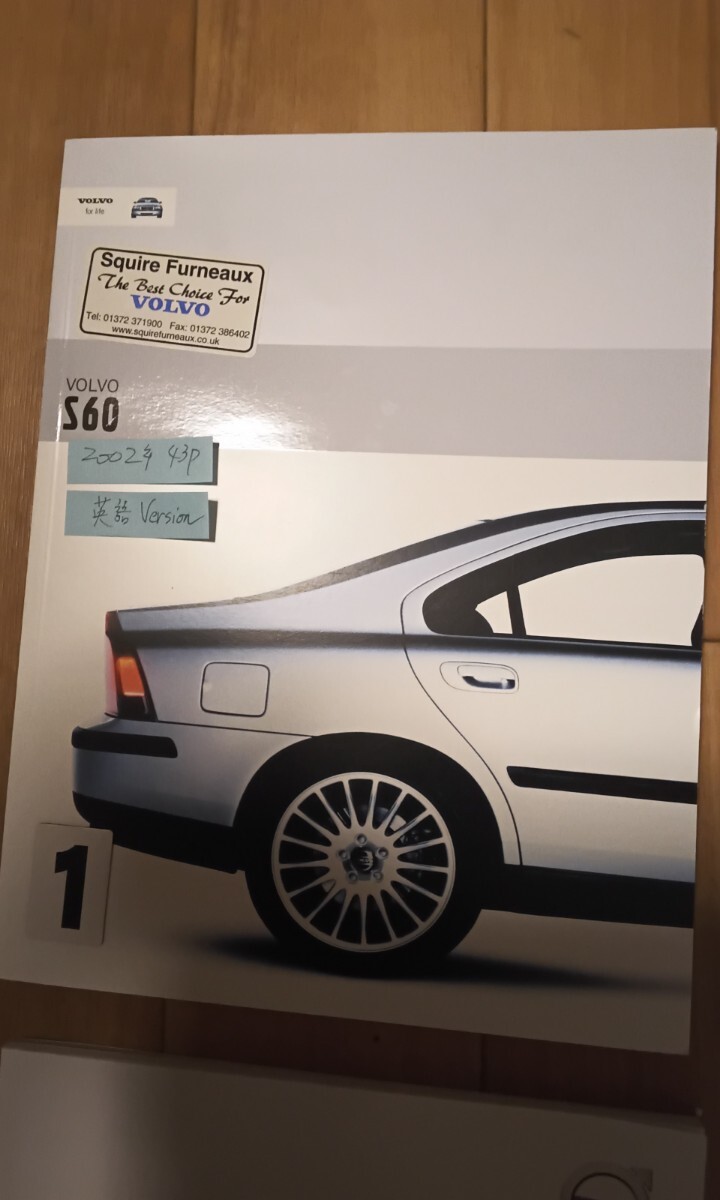 VOLVO
for life
Squire Furneaux
The Best Choice For
VOLVO
Tel: 01372 371900 Fax: 01372 386402
www.squirefurneaux.co.uk
VOLVO
S60
2002年 43P
英語 Version
1